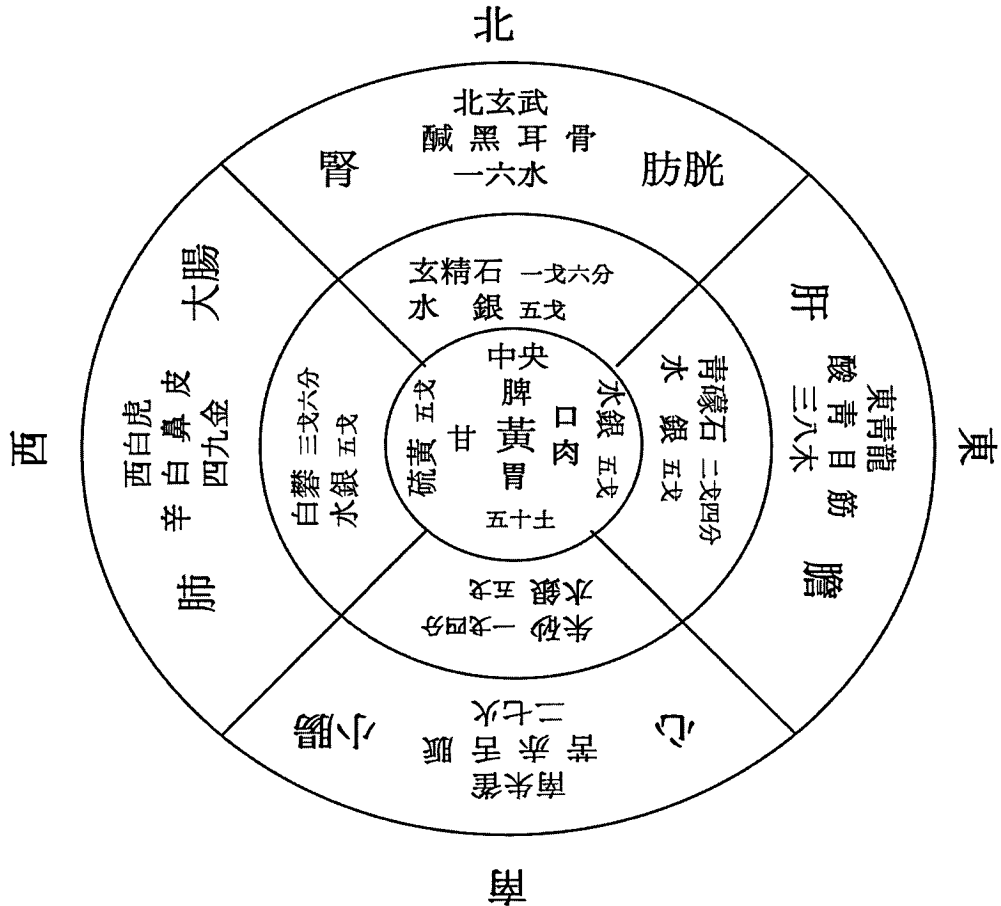 北
北玄武
醎 黑 耳 骨
一六水
腎
肪胱
玄精石 一戈六分
水 銀 五戈
東
東靑龍
酸 靑 目 筋
三八木
肝
膽
靑礞石 二戈四分
水 銀 五戈
南
南朱雀
苦 赤 舌 脈
二七火
心
小腸
朱砂 一戈四分
水銀 五戈
西
西白虎
辛 白 鼻 皮
四九金
肺
大腸
白礬 三戈六分
水銀 五戈
中央
脾
甘 黃 口
肉
胃
五十土
硫黃 五戈
水銀 五戈